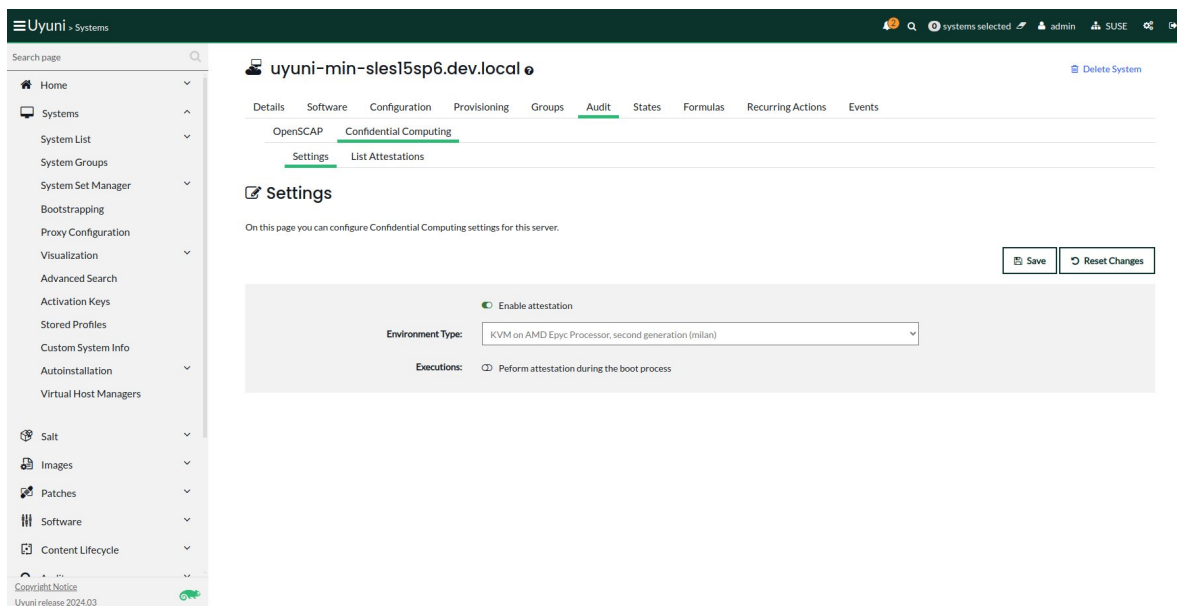 Uyuni > Systems
2
0 systems selected
admin
SUSE
Search page
Home
Systems
System List
System Groups
System Set Manager
Bootstrapping
Proxy Configuration
Visualization
Advanced Search
Activation Keys
Stored Profiles
Custom System Info
Autoinstallation
Virtual Host Managers
Salt
Images
Patches
Software
Content Lifecycle
Copyright Notice
Uyuni release 2024.03
uyuni-min-sles15sp6.dev.local
Delete System
Details Software Configuration Provisioning Groups Audit States Formulas Recurring Actions Events
OpenSCAP Confidential Computing
Settings List Attestations
Settings
On this page you can configure Confidential Computing settings for this server.
Save Reset Changes
Enable attestation
Environment Type: KVM on AMD Epyc Processor, second generation (milan)
Executions: Peform attestation during the boot process